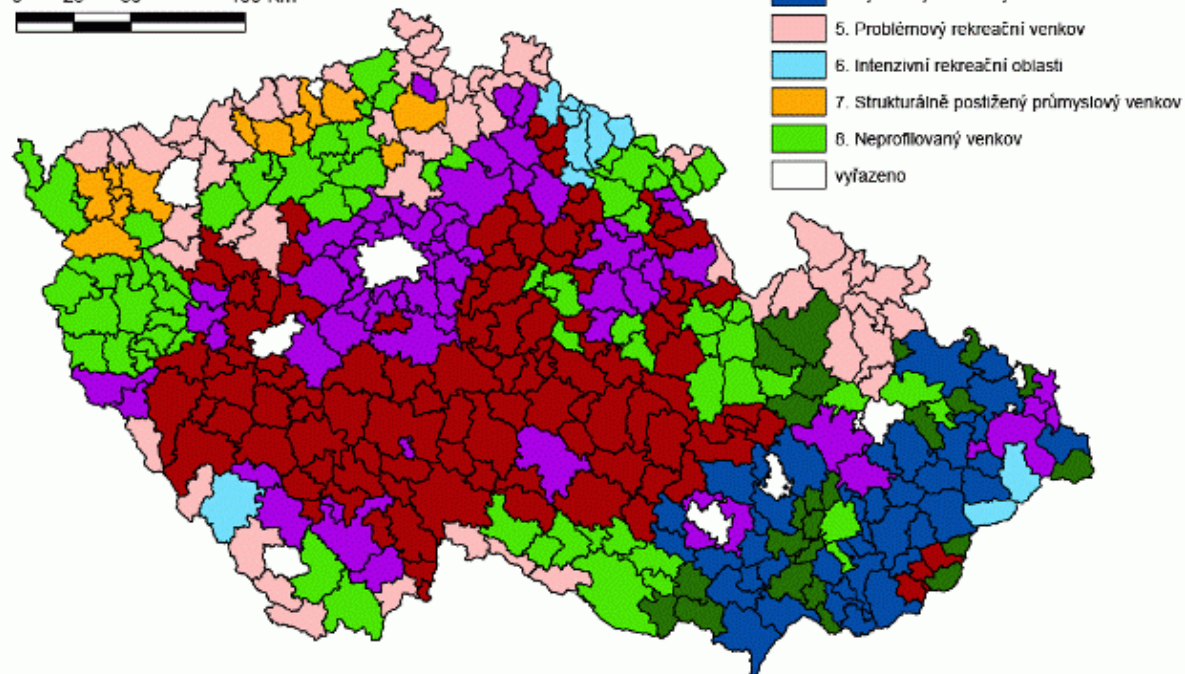 5. Problémový rekreační venkov
6. Intenzivní rekreační oblasti
7. Strukturálně postižený průmyslový venkov
8. Neprofilovaný venkov
vyřazeno